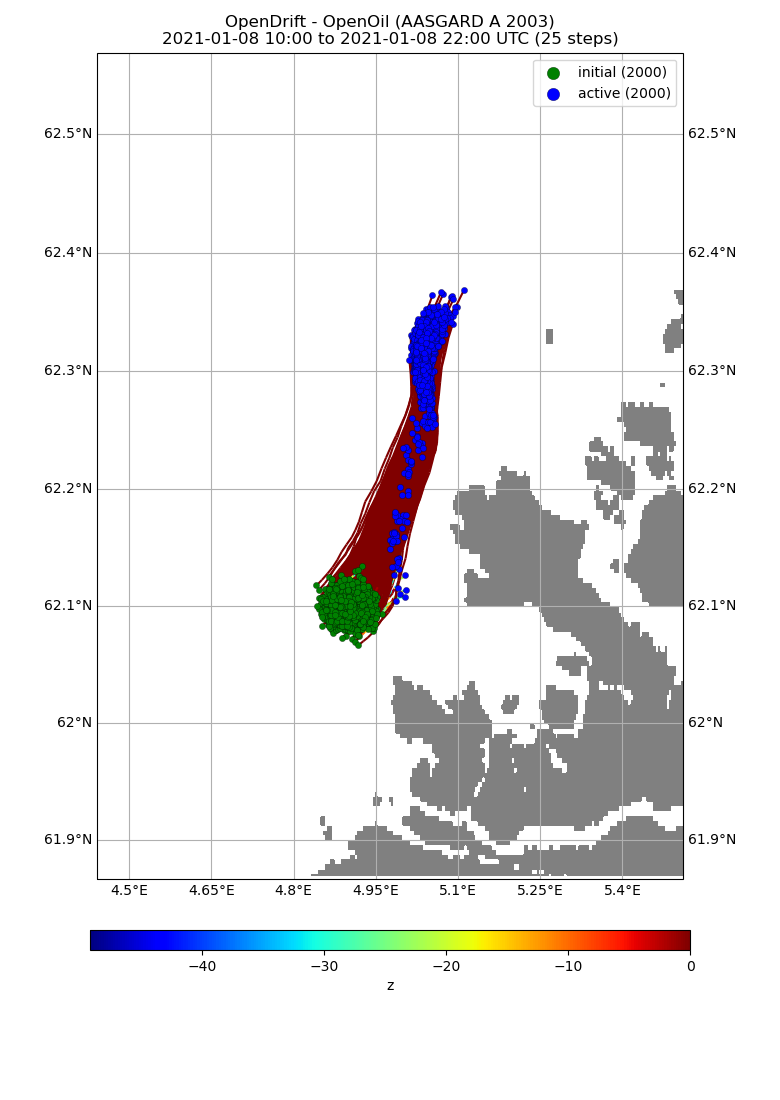 OpenDrift - OpenOil (AASGARD A 2003)
2021-01-08 10:00 to 2021-01-08 22:00 UTC (25 steps)
initial (2000)
active (2000)
62.5°N 62.5°N
62.4°N 62.4°N
62.3°N 62.3°N
62.2°N 62.2°N
62.1°N 62.1°N
62°N 62°N
61.9°N 61.9°N
4.5°E 4.65°E 4.8°E 4.95°E 5.1°E 5.25°E 5.4°E
−40 −30 −20 −10 0
z